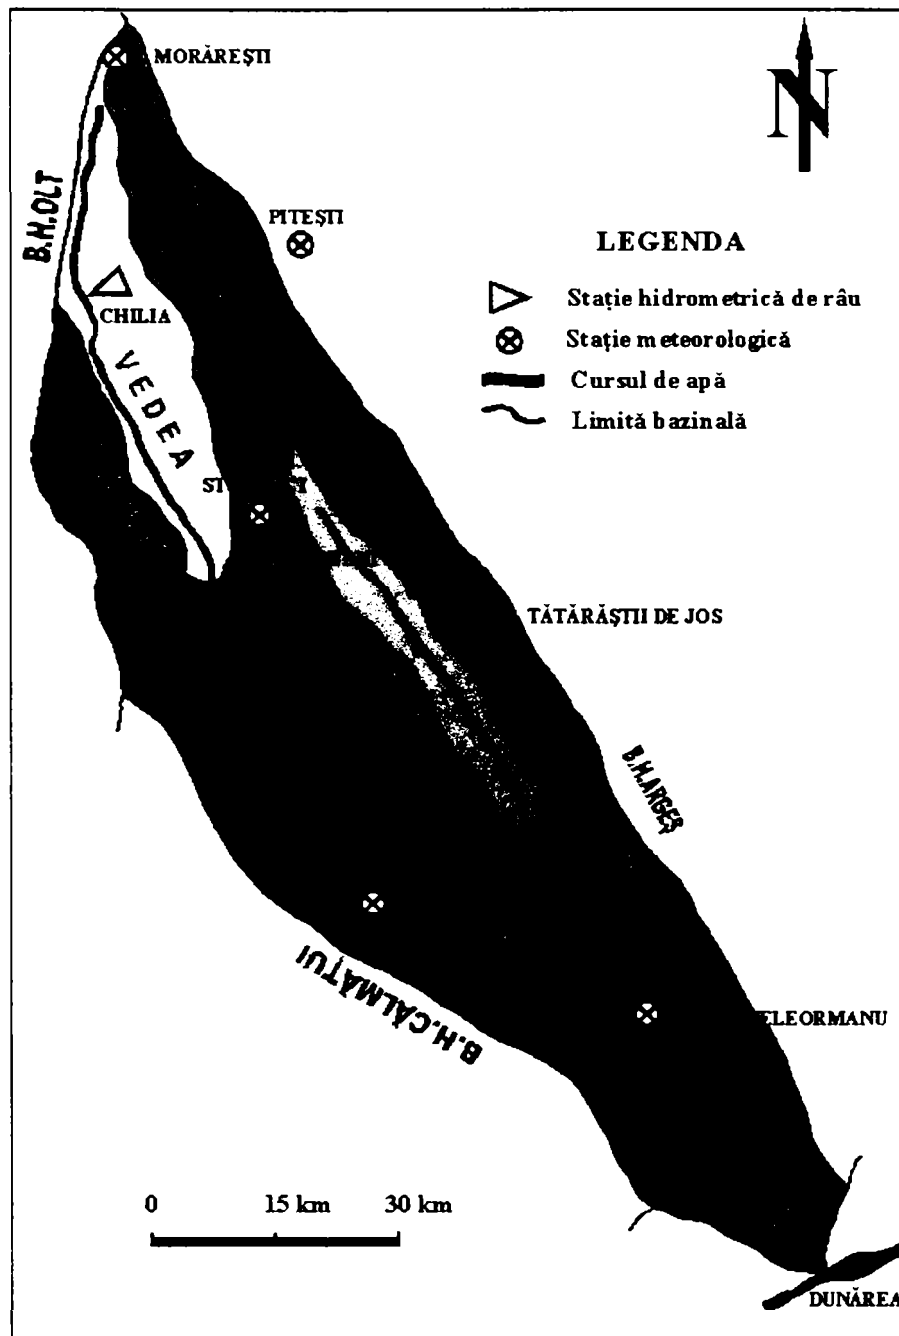 MORĂREȘTI
N
B.H.OLT
PITEȘTI
LEGENDA
Stație hidrometrică de râu
Stație meteorologică
Cursul de apă
Limită bazinală
CHILIA
VEDEA
TĂTĂRĂȘTII DE JOS
B.H.ARGEȘ
B.H.CĂLMĂȚUI
ELEORMANU
0 15 km 30 km
DUNĂREA